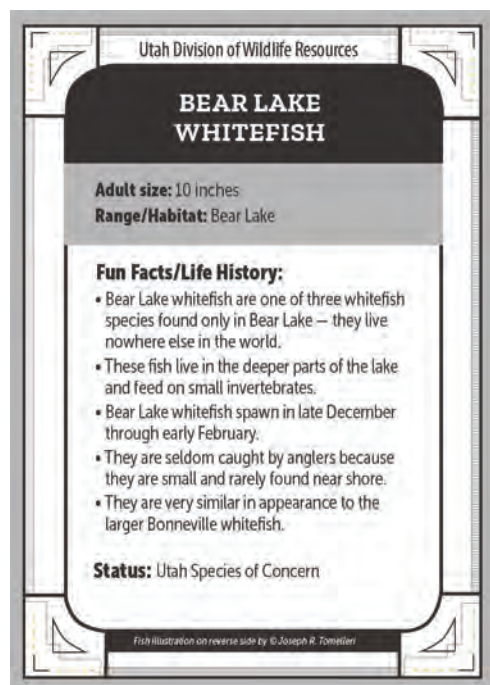 Utah Division of Wildlife Resources
BEAR LAKE
WHITEFISH
Adult size: 10 inches
Range/Habitat: Bear Lake
Fun Facts/Life History:
• Bear Lake whitefish are one of three whitefish
species found only in Bear Lake — they live
nowhere else in the world.
• These fish live in the deeper parts of the lake
and feed on small invertebrates.
• Bear Lake whitefish spawn in late December
through early February.
• They are seldom caught by anglers because
they are small and rarely found near shore.
• They are very similar in appearance to the
larger Bonneville whitefish.
Status: Utah Species of Concern
Fish illustration on reverse side by © Joseph R. Tomelleri